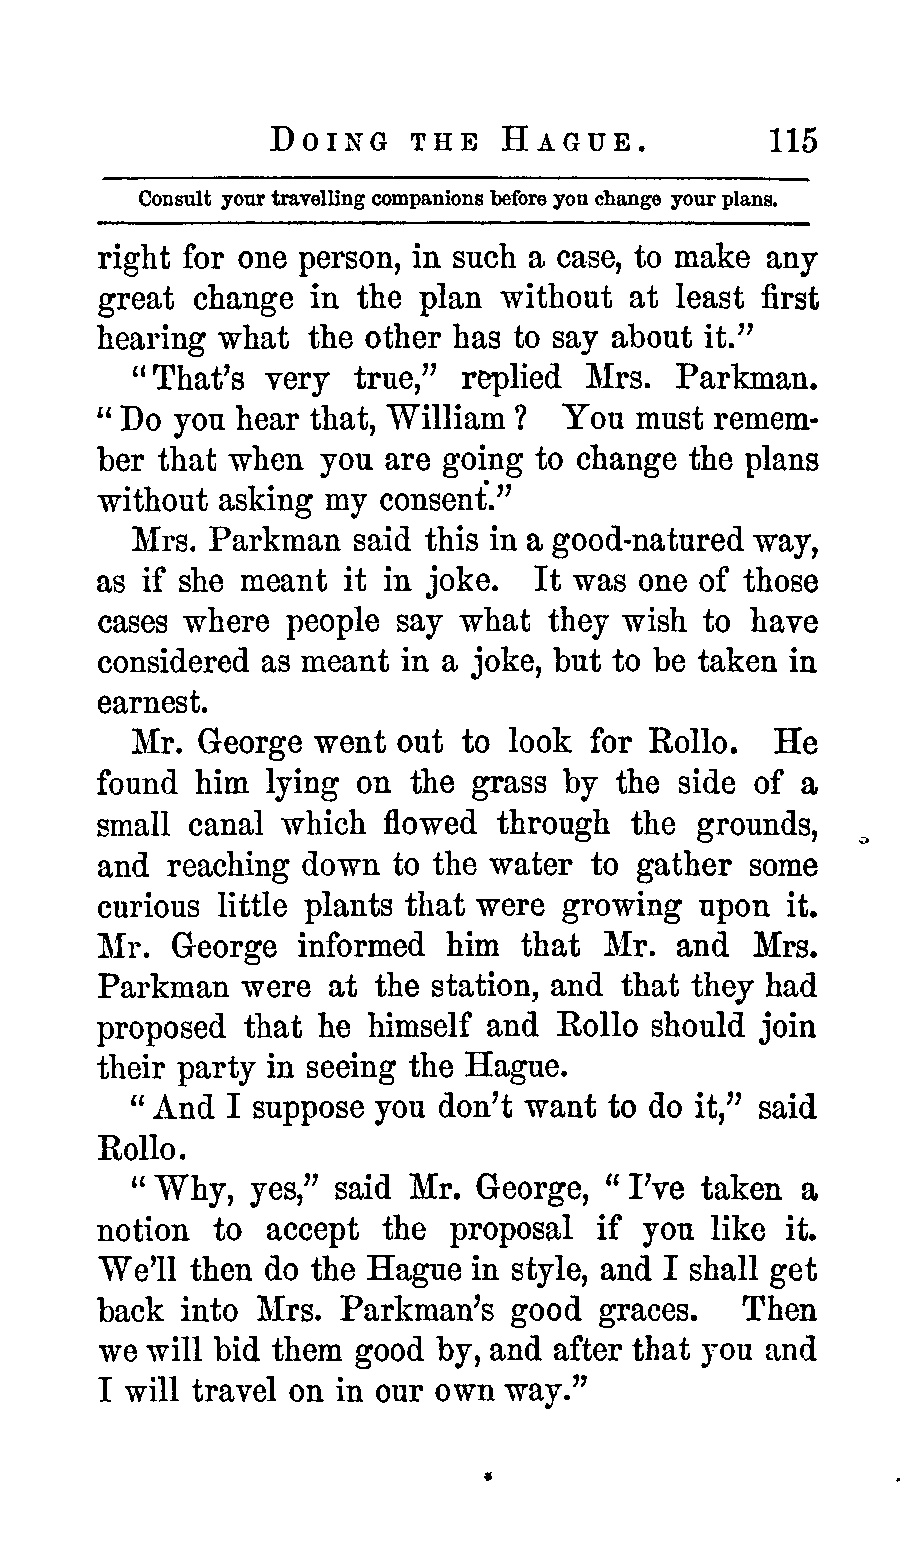 DOING THE HAGUE. 115
Consult your travelling companions before you change your plans.
right for one person, in such a case, to make any
great change in the plan without at least first
hearing what the other has to say about it.”
“That’s very true,” replied Mrs. Parkman.
“Do you hear that, William? You must remem-
ber that when you are going to change the plans
without asking my consent.”
Mrs. Parkman said this in a good-natured way,
as if she meant it in joke. It was one of those
cases where people say what they wish to have
considered as meant in a joke, but to be taken in
earnest.
Mr. George went out to look for Rollo. He
found him lying on the grass by the side of a
small canal which flowed through the grounds,
and reaching down to the water to gather some
curious little plants that were growing upon it.
Mr. George informed him that Mr. and Mrs.
Parkman were at the station, and that they had
proposed that he himself and Rollo should join
their party in seeing the Hague.
“And I suppose you don’t want to do it,” said
Rollo.
“Why, yes,” said Mr. George, “I’ve taken a
notion to accept the proposal if you like it.
We’ll then do the Hague in style, and I shall get
back into Mrs. Parkman’s good graces. Then
we will bid them good by, and after that you and
I will travel on in our own way.”